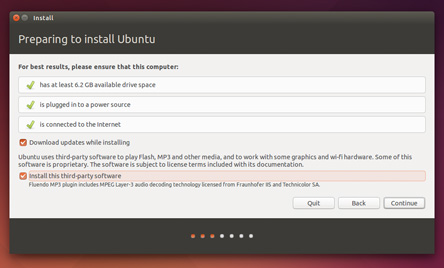 Install
Preparing to install Ubuntu
For best results, please ensure that this computer:
has at least 6.2 GB available drive space
is plugged in to a power source
is connected to the Internet
Download updates while installing
Ubuntu uses third-party software to play Flash, MP3 and other media, and to work with some graphics and wi-fi hardware. Some of this
software is proprietary. The software is subject to license terms included with its documentation.
Install this third-party software
Fluendo MP3 plugin includes MPEG Layer-3 audio decoding technology licensed from Fraunhofer IIS and Technicolor SA.
Quit Back Continue